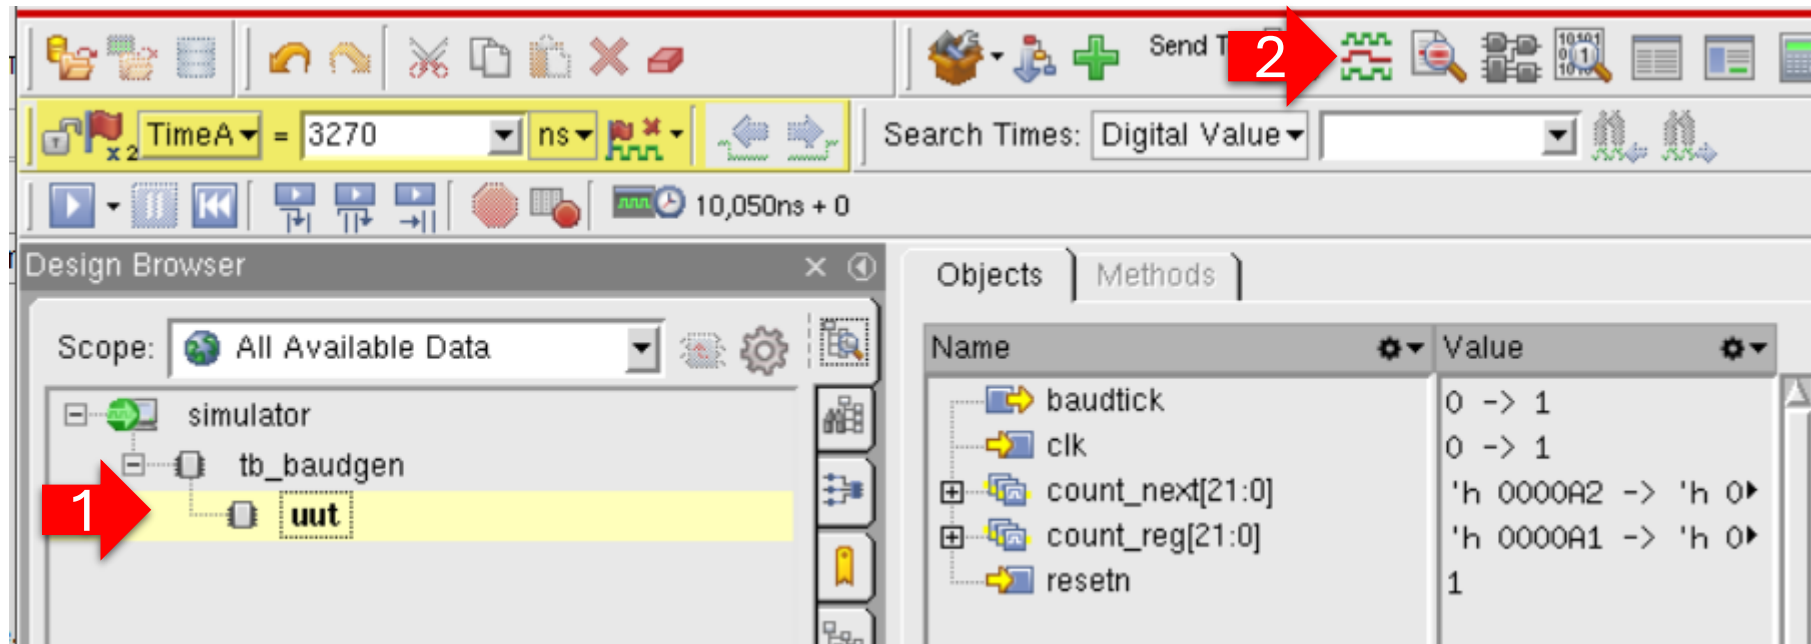 Send T
2
x 2 TimeA = 3270 ns
Search Times: Digital Value
10,050ns + 0
Design Browser
Objects Methods
Scope: All Available Data
Name Value
simulator
tb_baudgen
1
uut
baudtick 0 -> 1
clk 0 -> 1
count_next[21:0] 'h 0000A2 -> 'h 0
count_reg[21:0] 'h 0000A1 -> 'h 0
resetn 1